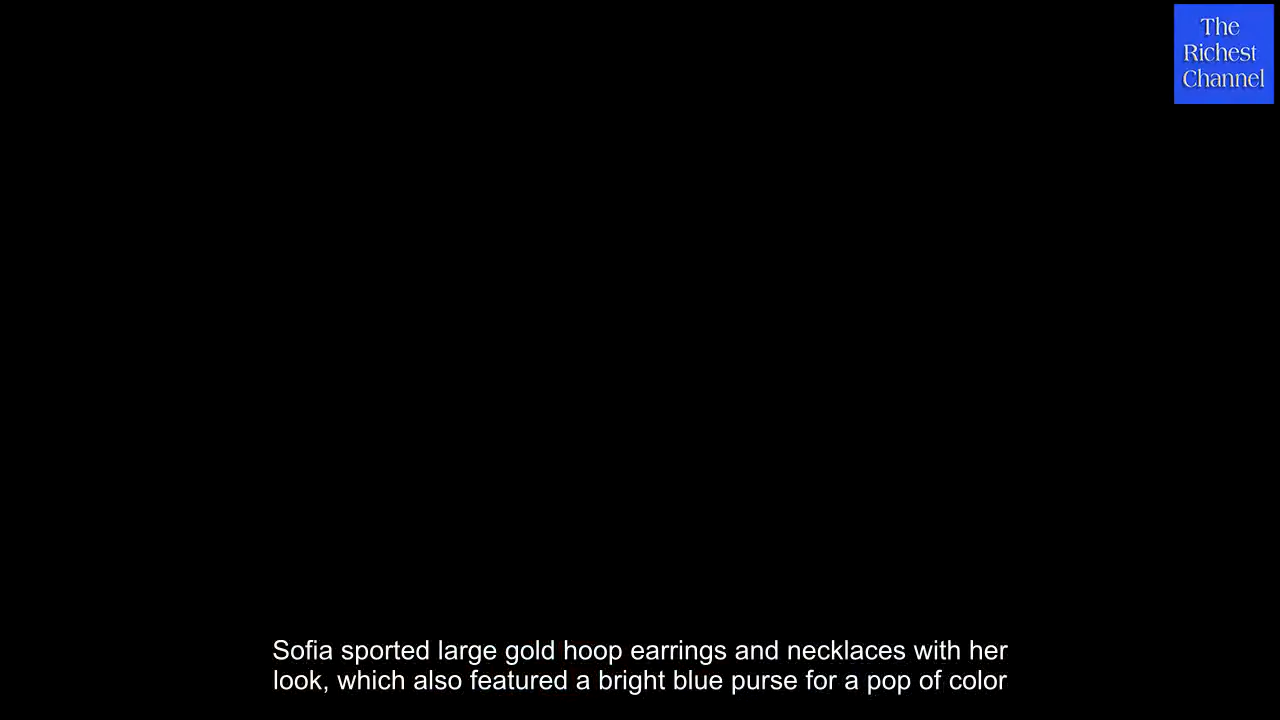 The
Richest
Channel
Sofia sported large gold hoop earrings and necklaces with her
look, which also featured a bright blue purse for a pop of color